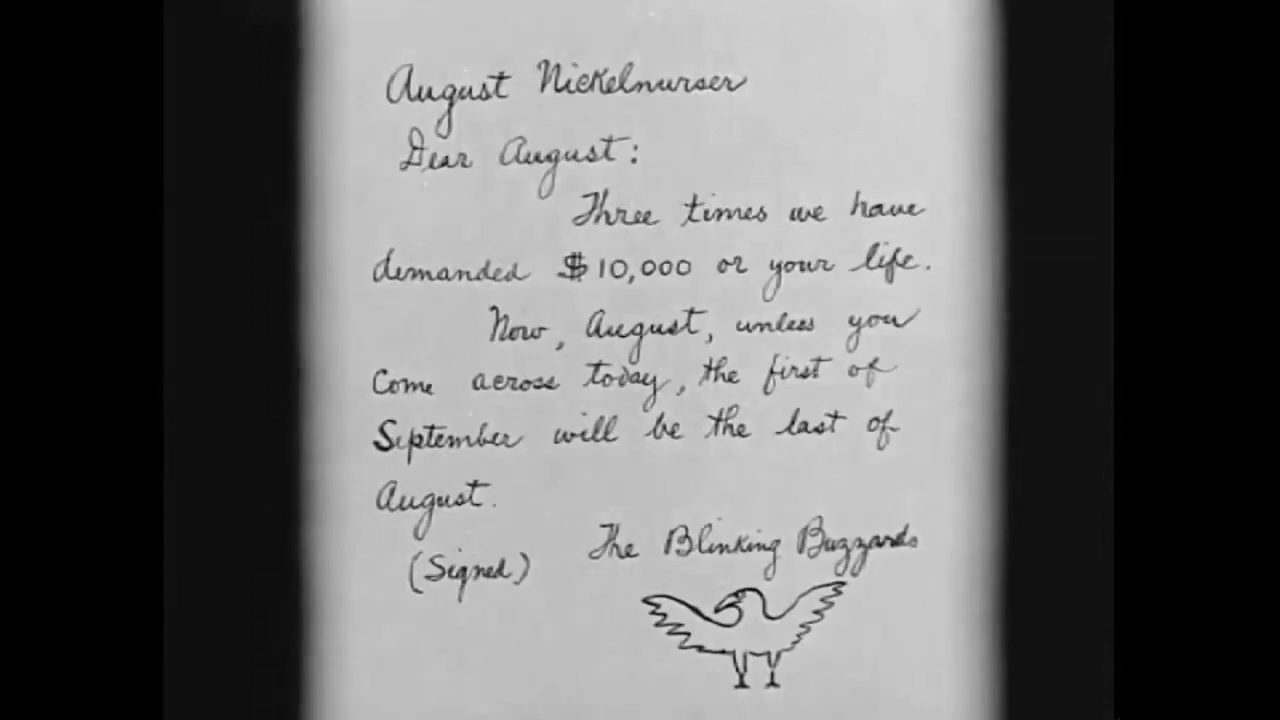 August Nickelnurser
Dear August:
Three times we have
demanded $10,000 or your life.
Now, August, unless you
come across today, the first of
September will be the last of
August.
(Signed) The Blinking Buzzards